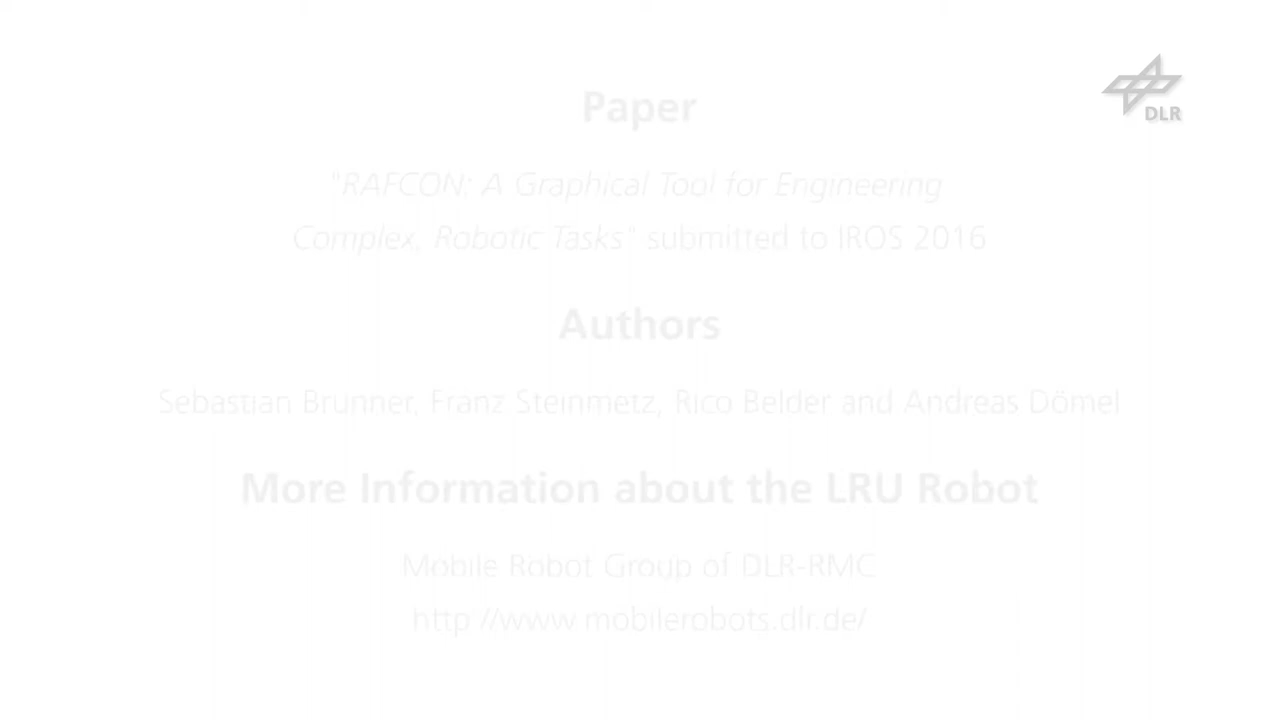 DLR
Paper
"RAFCON: A Graphical Tool for Engineering
Complex, Robotic Tasks" submitted to IROS 2016
Authors
Sebastian Brunner, Franz Steinmetz, Rico Belder and Andreas Dömel
More Information about the LRU Robot
Mobile Robot Group of DLR-RMC
http://www.mobilerobots.dlr.de/